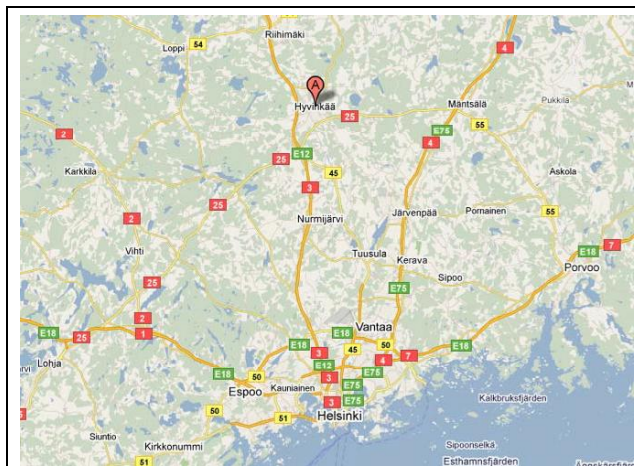 Loppi
54
Riihimäki
4
A
Hyvinkää
25
Mäntsälä
Pukkila
55
2
E75
4
E12
25
45
3
Karkkila
Askola
25
2
Nurmijärvi
Järvenpää
Pornainen
55
Vihti
Tuusula
Kerava
Sipoo
E18
7
Porvoo
25
E75
2
1
E18
25
Lohja
E18
E18
Vantaa
50
45
3
4
7
E18
E12
3
E75
E18
50
Espoo
Kauniainen
E75
3
E75
Helsinki
Kalkbruksfjärden
50
51
Siuntio
Kirkkonummi
51
Sipoonselkä
Esthamnsfjärden